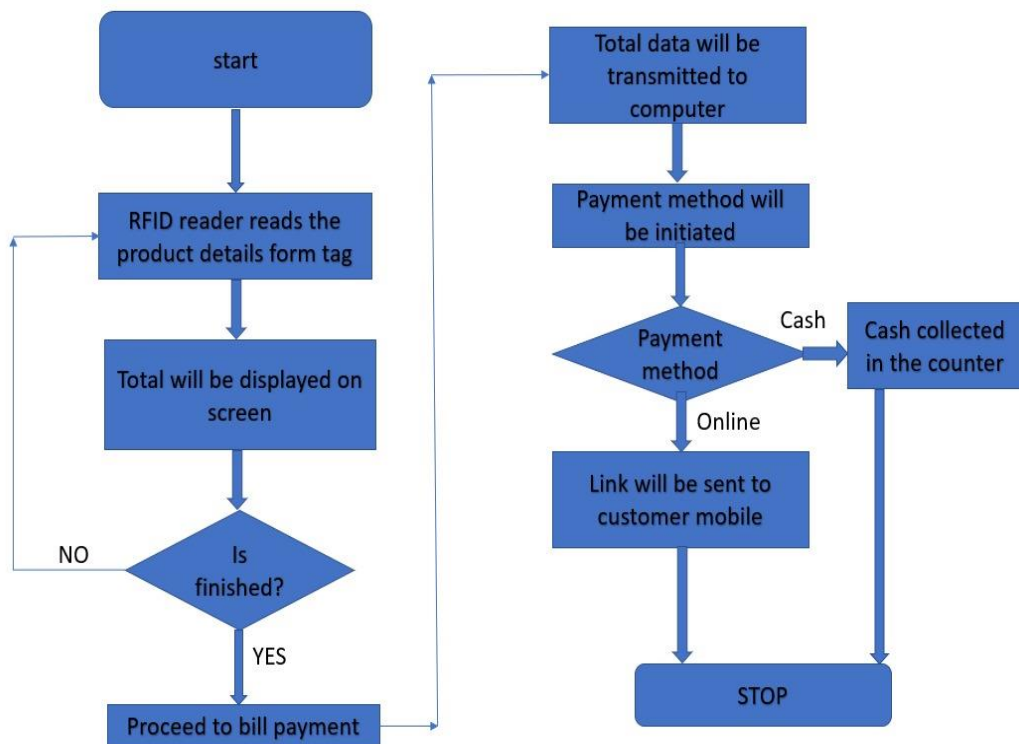 start
RFID reader reads the
product details form tag
Total will be displayed on
screen
Is
finished?
NO
YES
Proceed to bill payment
Total data will be
transmitted to
computer
Payment method will
be initiated
Payment
method
Cash
Cash collected
in the counter
Online
Link will be sent to
customer mobile
STOP